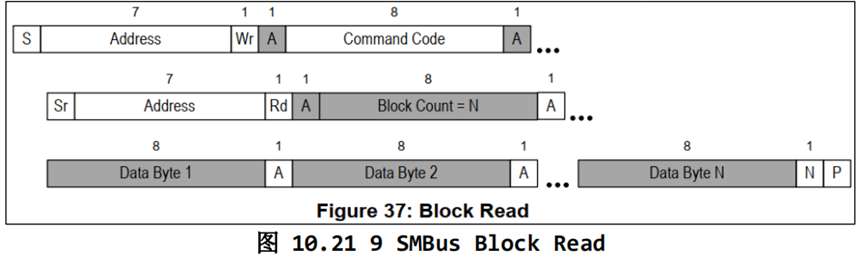 7 1 1 8 1
S Address Wr A Command Code A ...
7 1 1 8 1
Sr Address Rd A Block Count = N A ...
8 1 8 1 8 1
Data Byte 1 A Data Byte 2 A ... Data Byte N N P
Figure 37: Block Read
图 10.21 9 SMBus Block Read